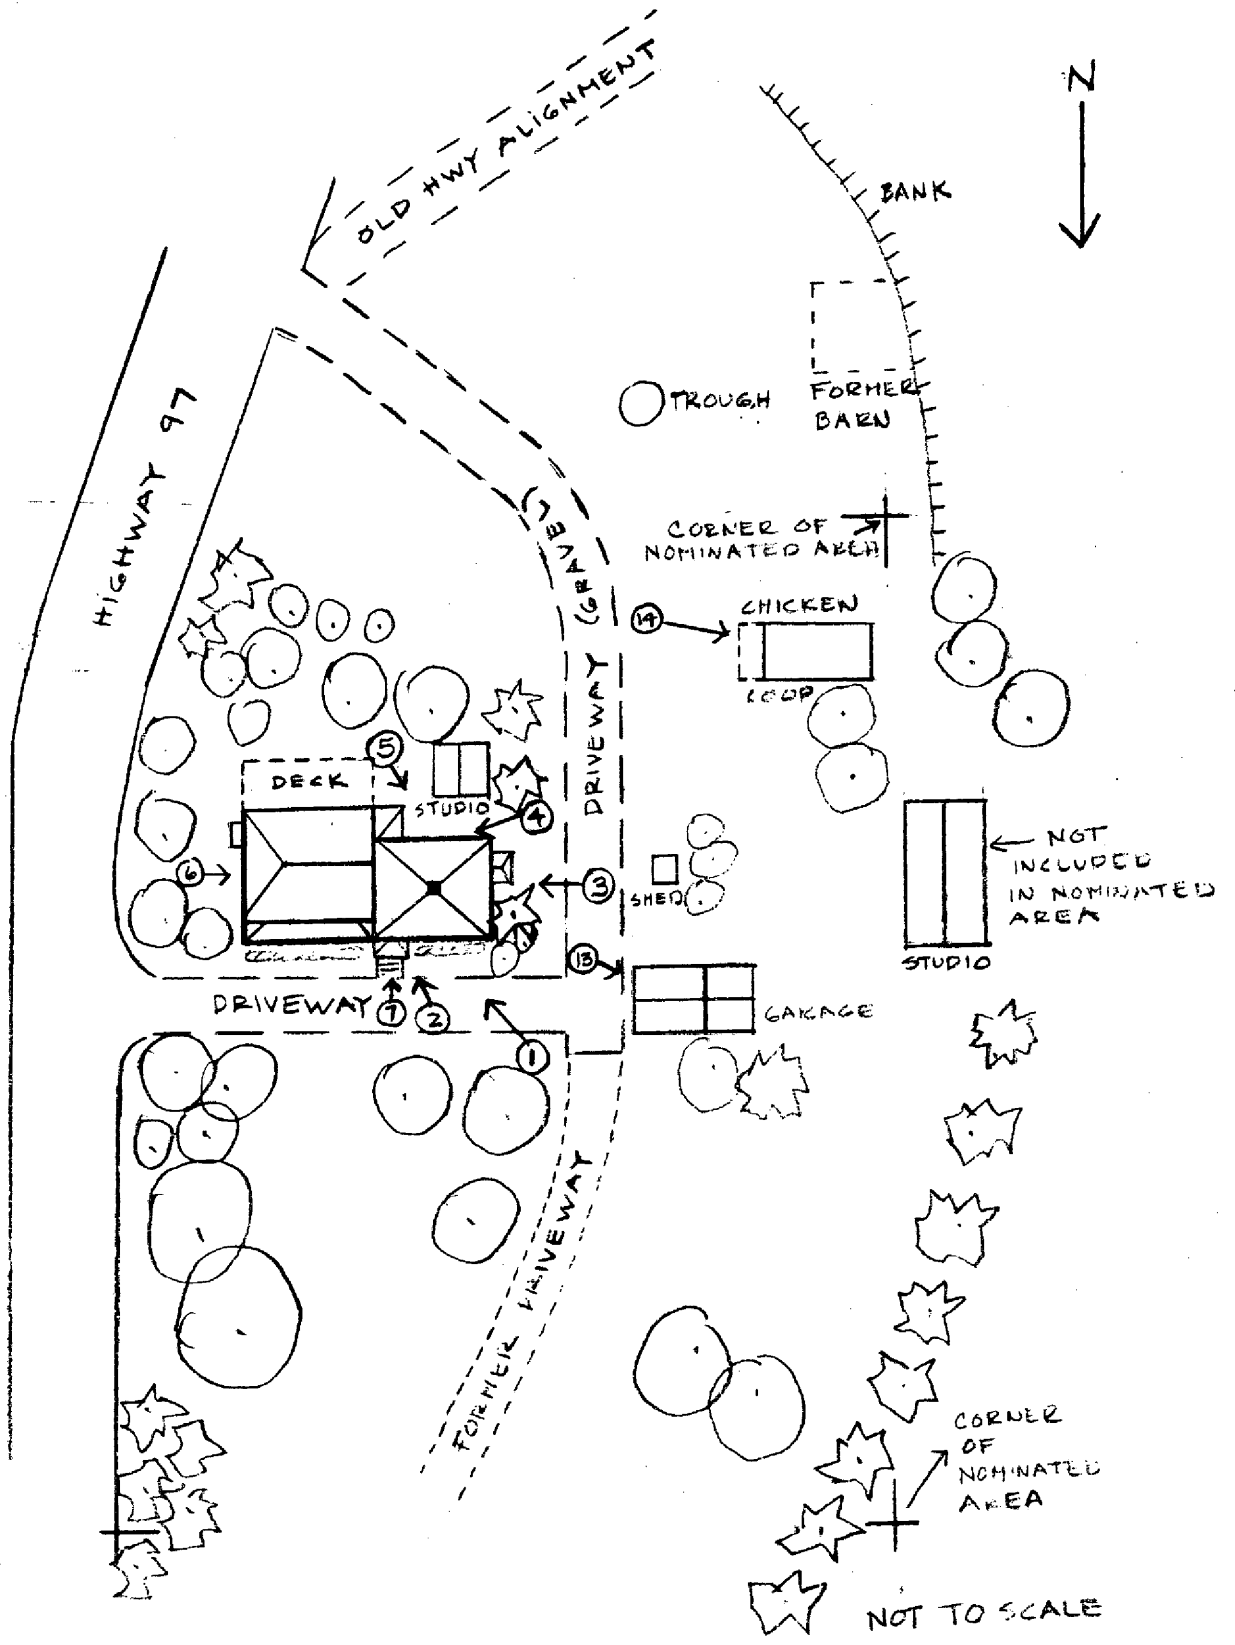 N
OLD HWY ALIGNMENT
BANK
HIGHWAY 97
FORMER
BARN
TROUGH
CORNER OF
NOMINATED AREA
DRIVEWAY (GRAVEL)
14
CHICKEN
COOP
5
DECK
STUDIO
4
NOT
INCLUDED
IN NOMINATED
AREA
6
3
SHED
STUDIO
13
DRIVEWAY
7
2
GARAGE
1
FORMER DRIVEWAY
CORNER
OF
NOMINATED
AREA
NOT TO SCALE